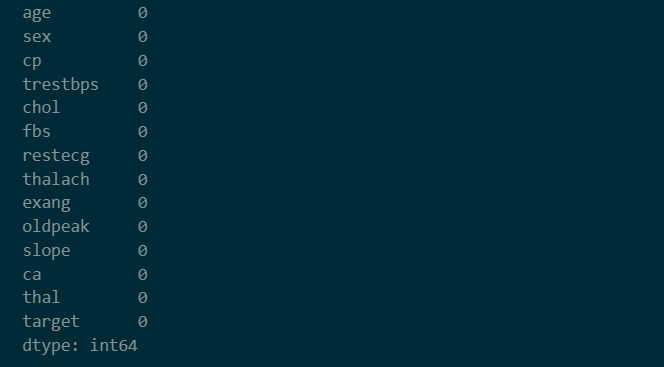 age 0
sex 0
cp 0
trestbps 0
chol 0
fbs 0
restecg 0
thalach 0
exang 0
oldpeak 0
slope 0
ca 0
thal 0
target 0
dtype: int64